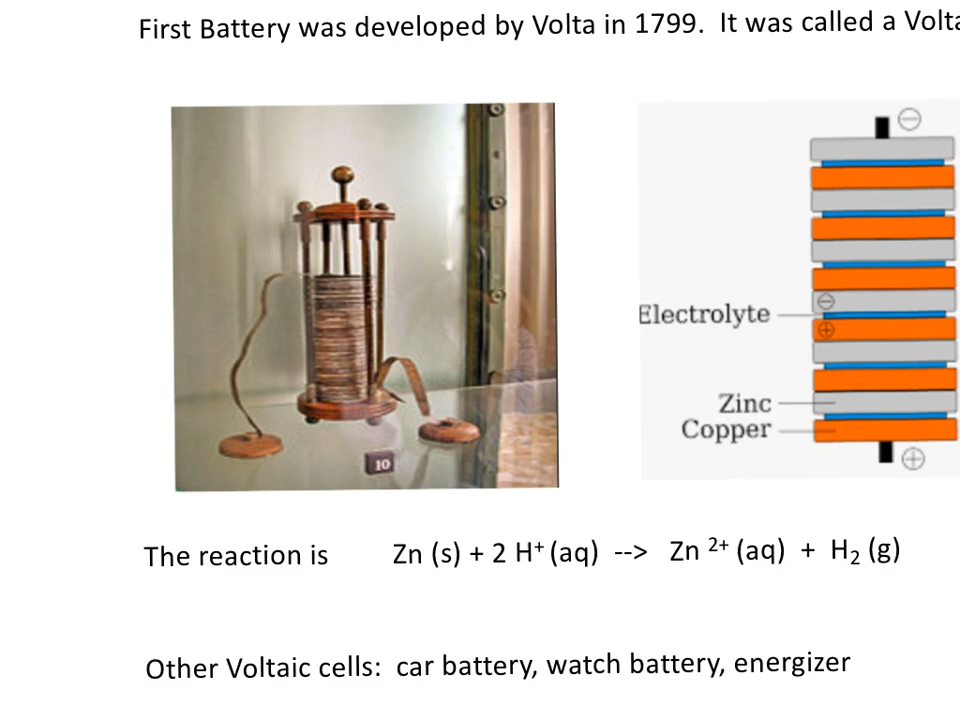 First Battery was developed by Volta in 1799. It was called a
⊖
⊖
Electrolyte
⊕
Zinc
Copper
⊕
10
The reaction is Zn (s) + 2 H⁺ (aq) --> Zn ²⁺ (aq) + H₂ (g)
Other Voltaic cells: car battery, watch battery, energizer